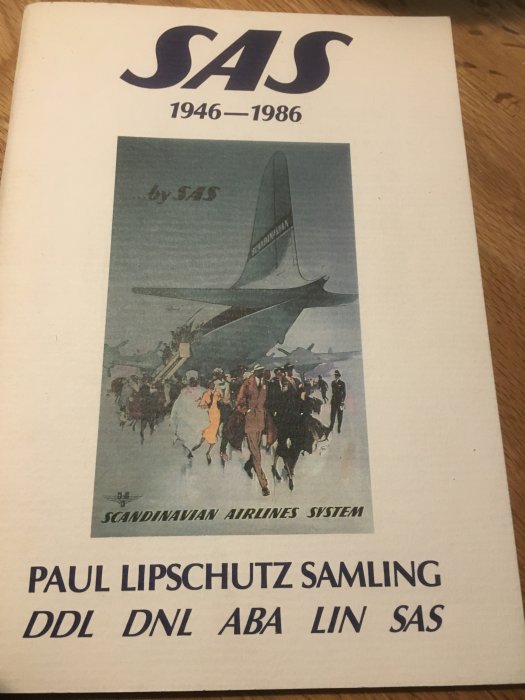 SAS
1946—1986
...by SAS
SCANDINAVIAN
SCANDINAVIAN AIRLINES SYSTEM
PAUL LIPSCHUTZ SAMLING
DDL DNL ABA LIN SAS